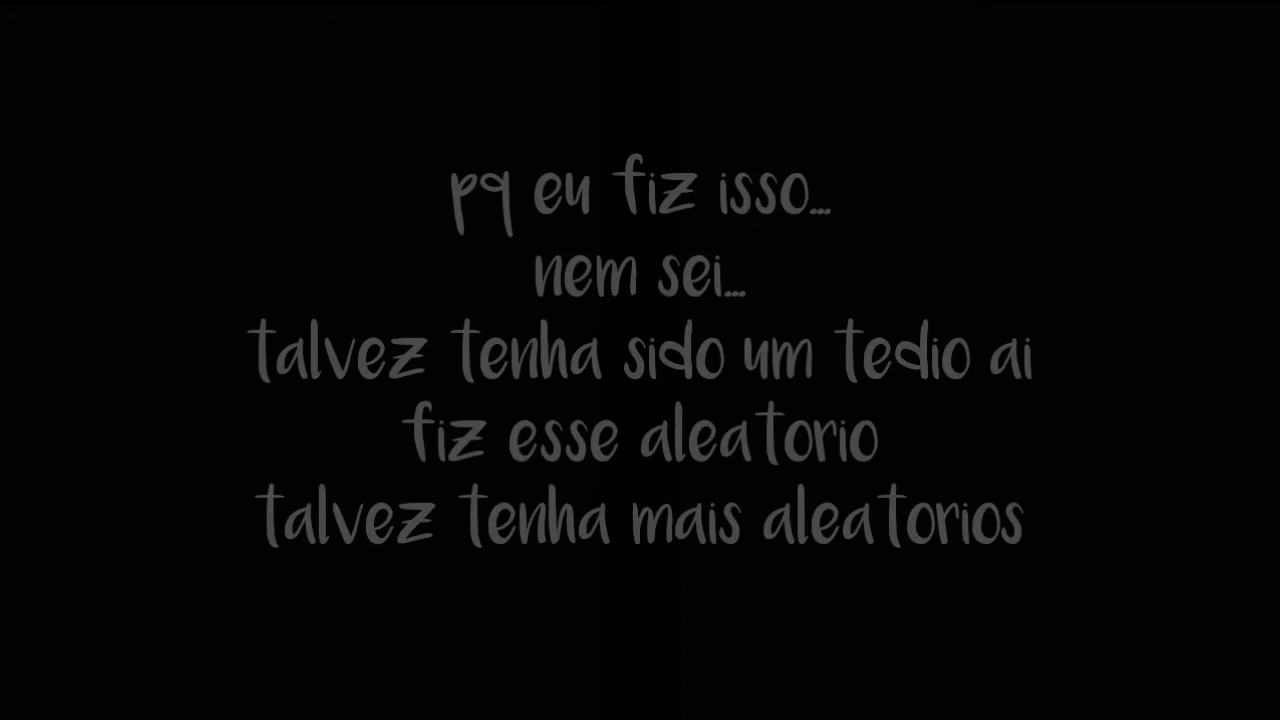 pq eu fiz isso...
nem sei...
talvez tenha sido um tedio ai
fiz esse aleatorio
talvez tenha mais aleatorios